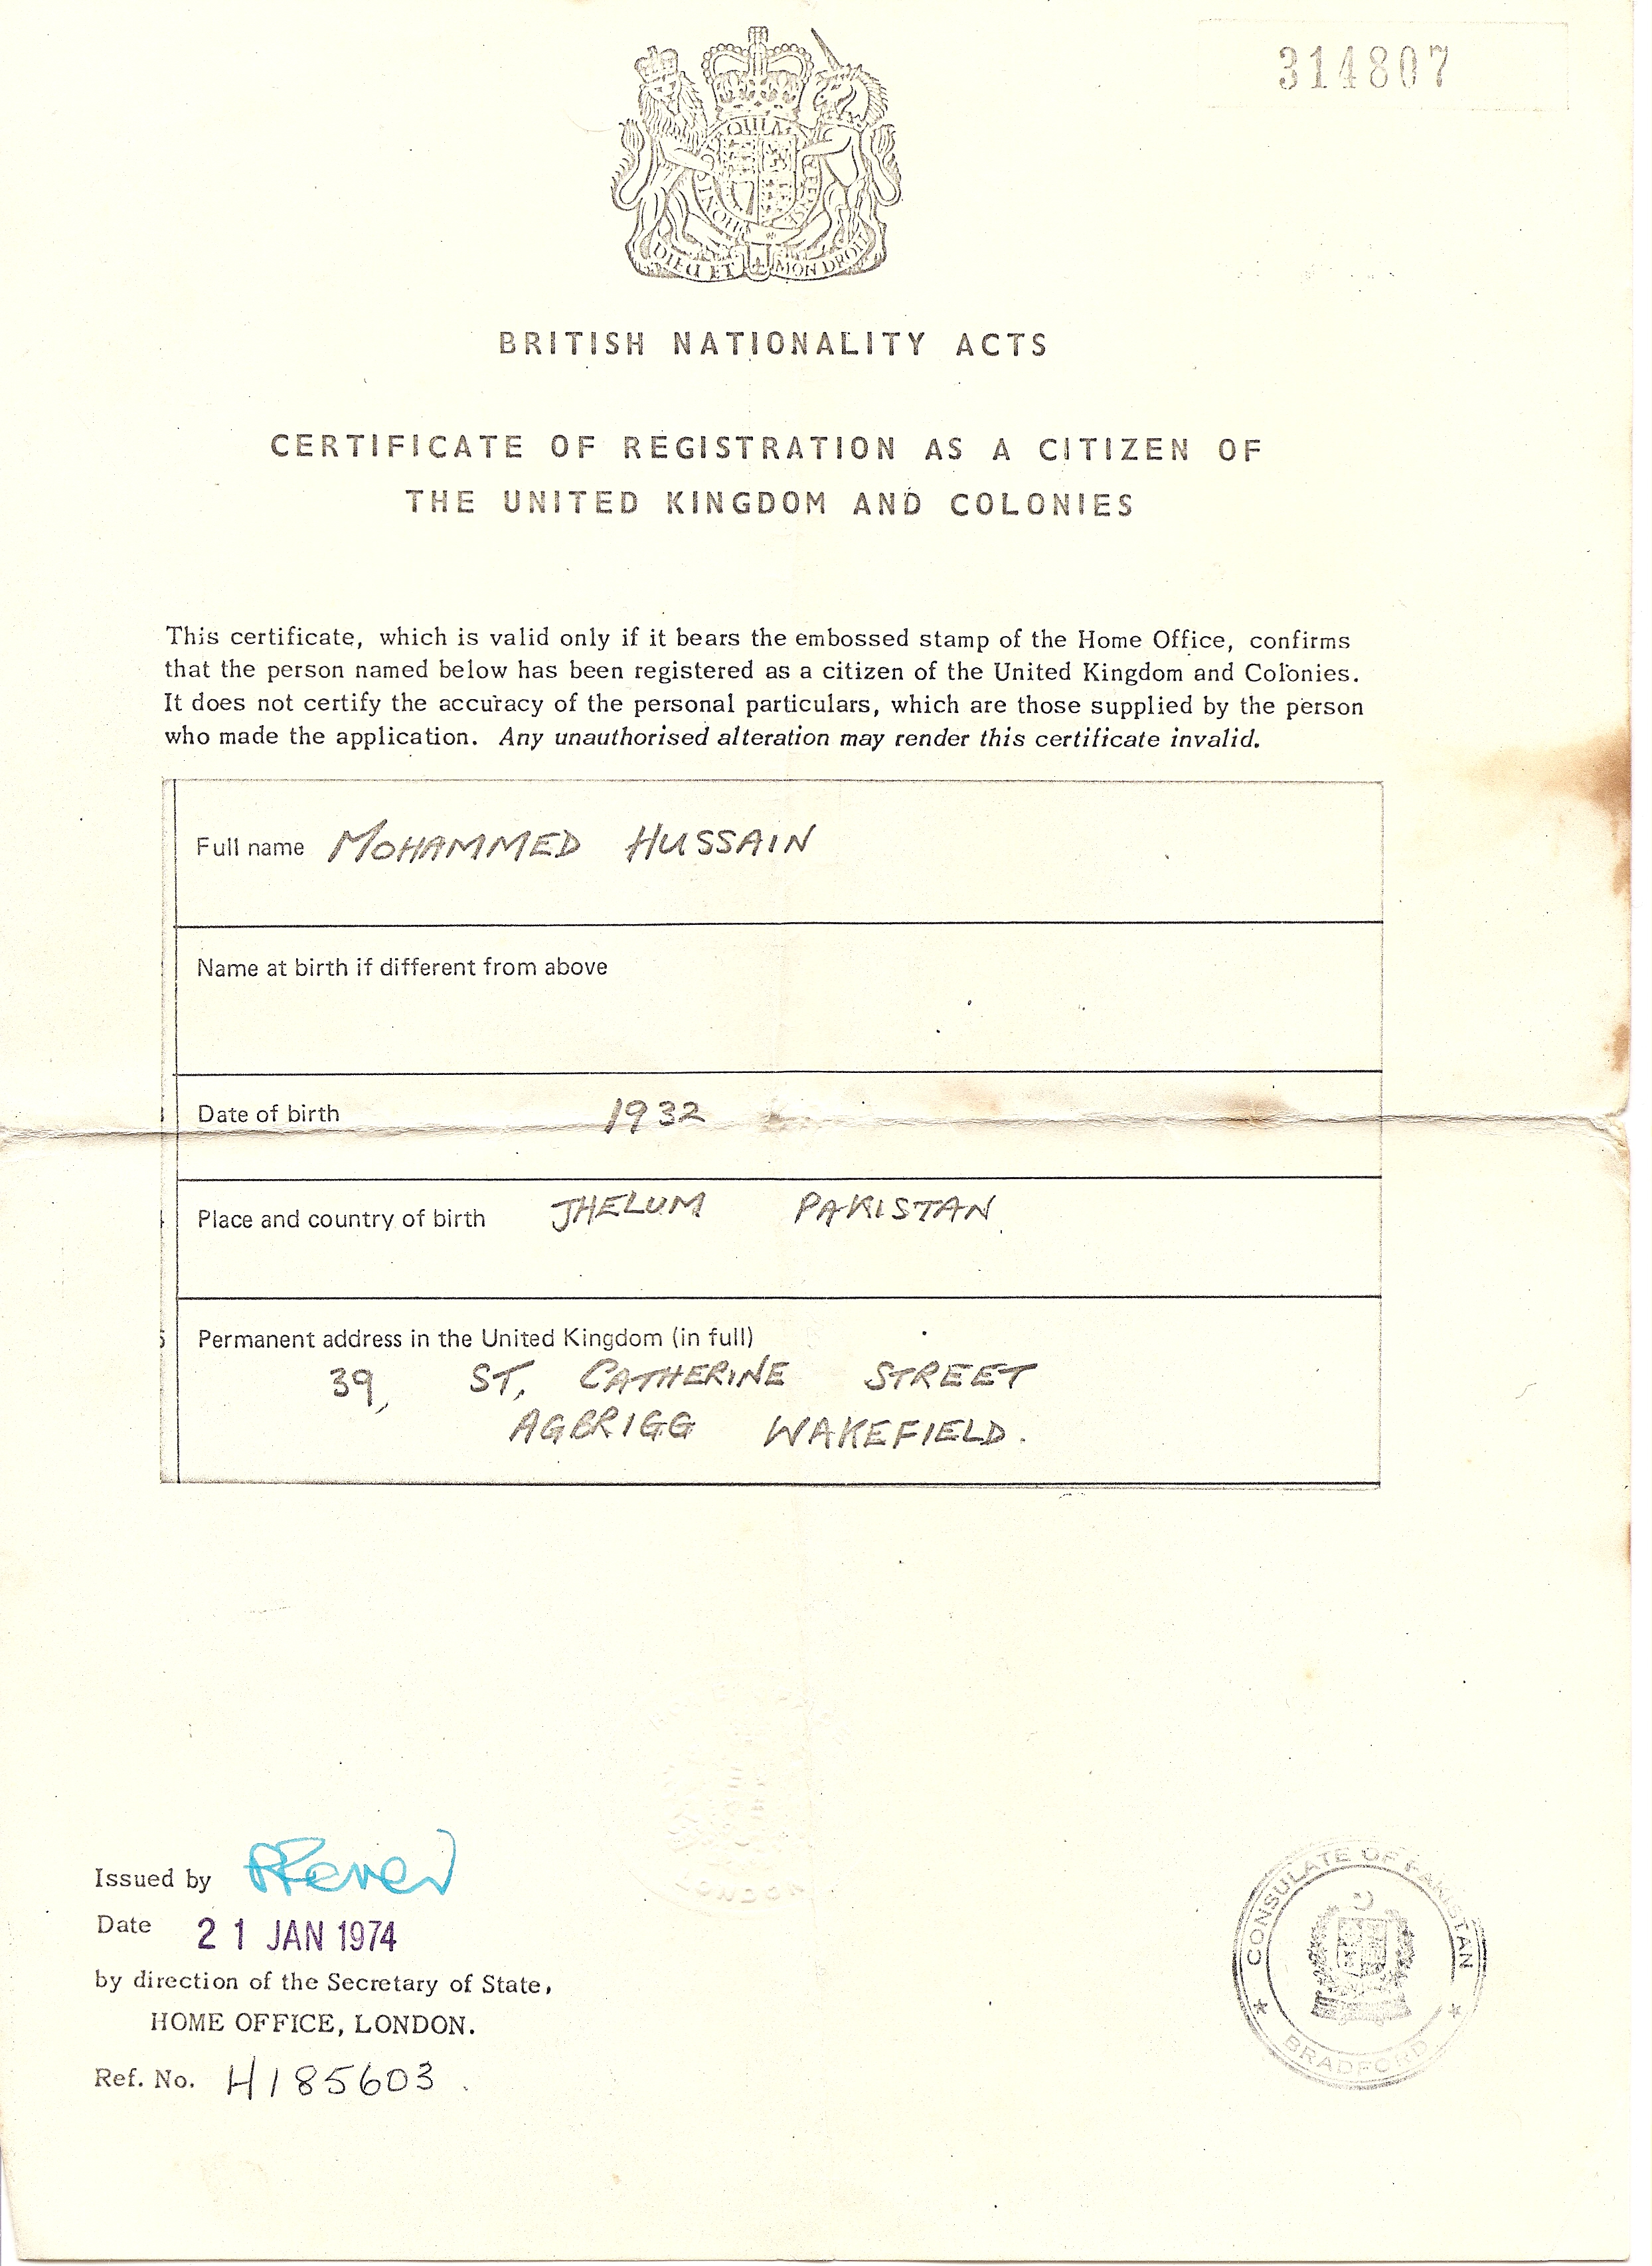 314807
DIEU ET MON DROIT
BRITISH NATIONALITY ACTS
CERTIFICATE OF REGISTRATION AS A CITIZEN OF
THE UNITED KINGDOM AND COLONIES
This certificate, which is valid only if it bears the embossed stamp of the Home Office, confirms
that the person named below has been registered as a citizen of the United Kingdom and Colonies.
It does not certify the accuracy of the personal particulars, which are those supplied by the person
who made the application. Any unauthorised alteration may render this certificate invalid.
Full name MOHAMMED HUSSAIN
Name at birth if different from above
Date of birth 1932
Place and country of birth JHELUM PAKISTAN
5 Permanent address in the United Kingdom (in full)
39, ST. CATHERINE STREET
AGBRIGG WAKEFIELD.
LONDON
Issued by
Date 21 JAN 1974
by direction of the Secretary of State,
HOME OFFICE, LONDON.
Ref. No. H185603
CONSULATE OF PAKISTAN
BRADFORD